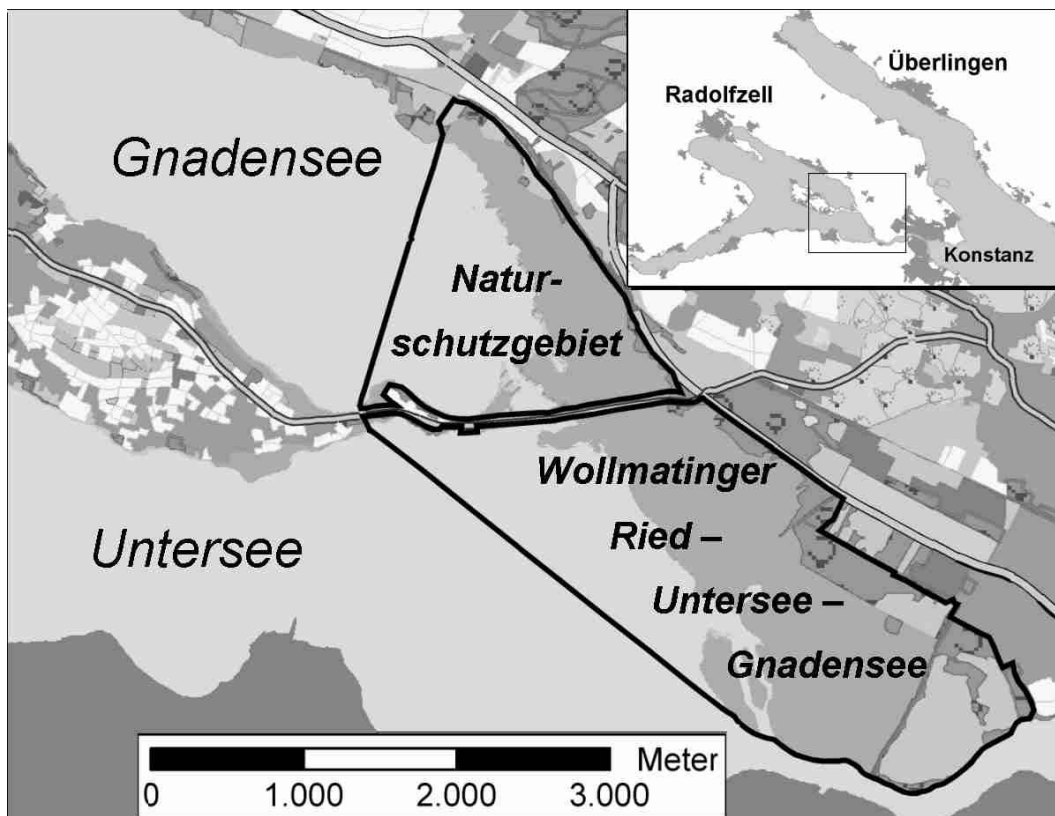 Gnadensee
Radolfzell
Überlingen
Konstanz
Natur-
schutzgebiet
Wollmatinger
Ried –
Untersee –
Gnadensee
Untersee
Meter
0 1.000 2.000 3.000